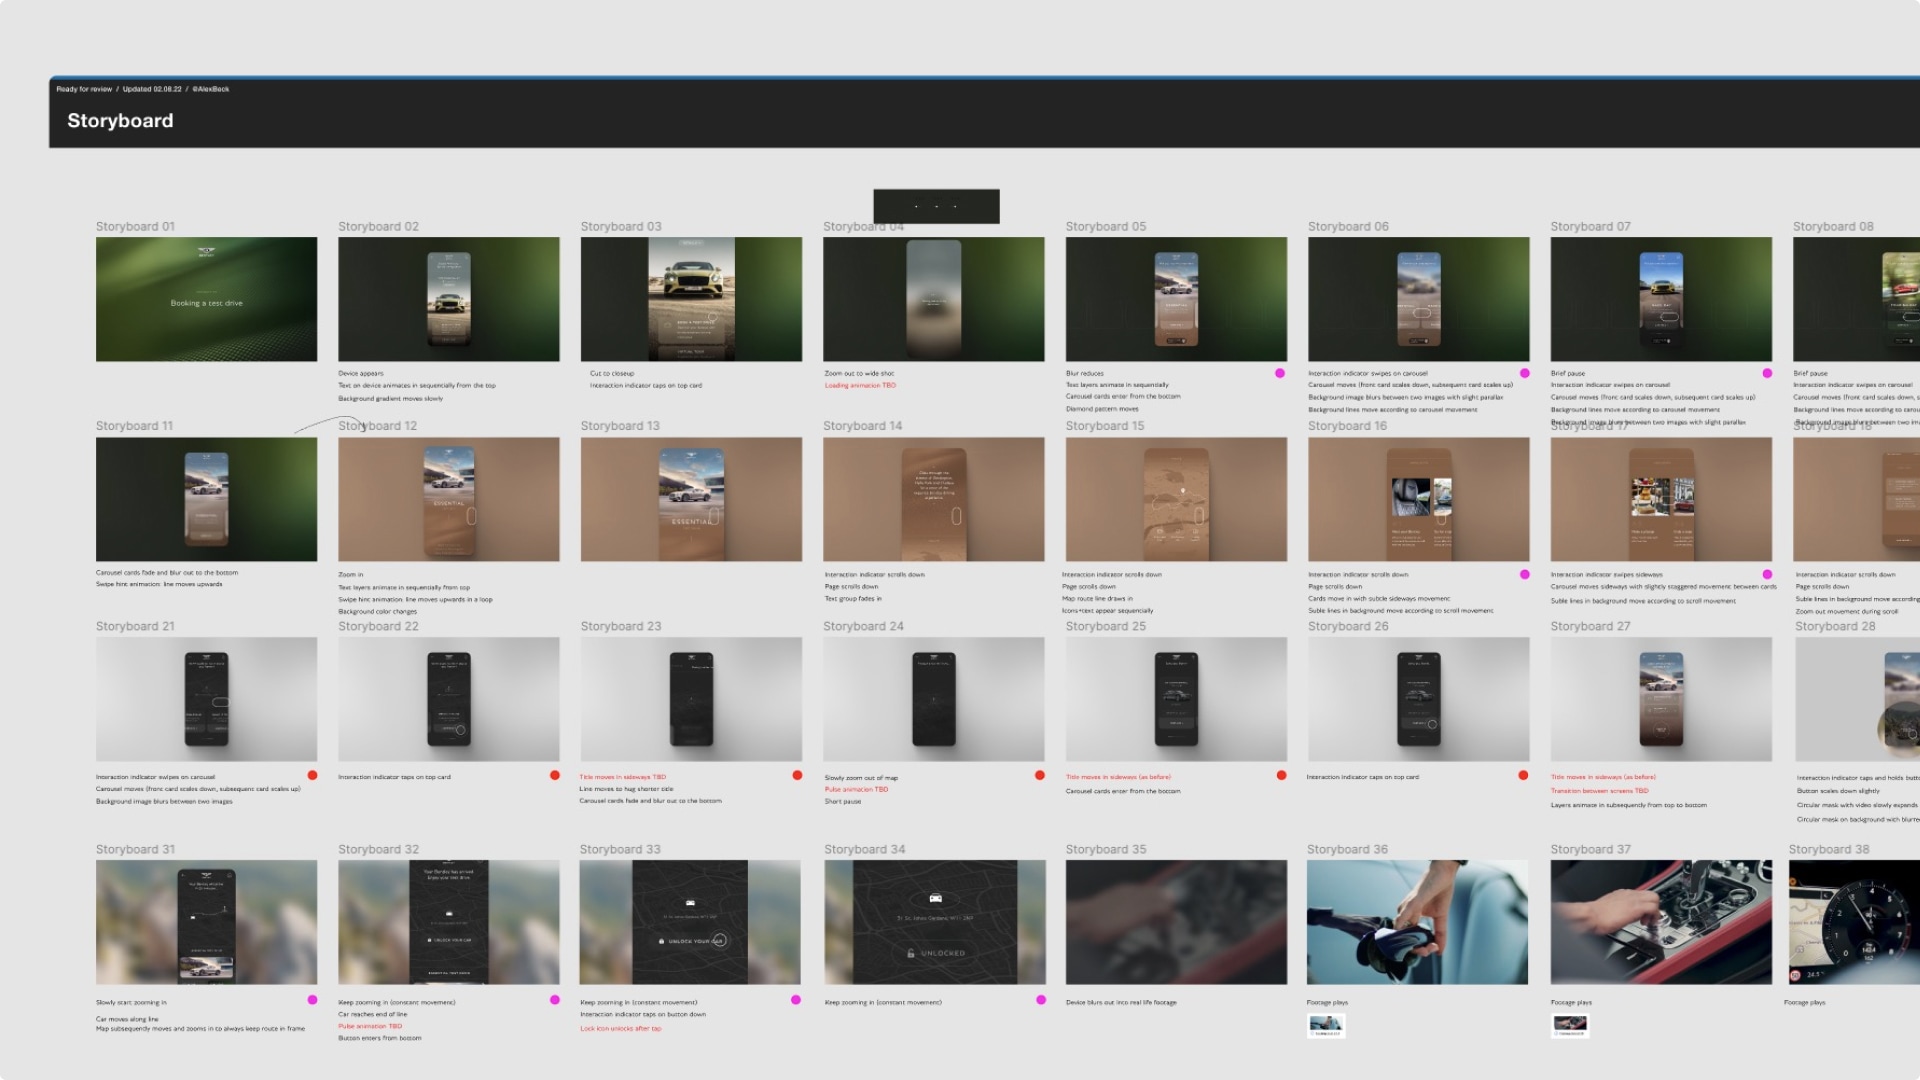 Ready for review / Updated 02.08.22 / @AlexBeck
Storyboard
Storyboard 01
Storyboard 02
Storyboard 03
Storyboard 04
Storyboard 05
Storyboard 06
Storyboard 07
Storyboard 08
Booking a test drive
Device appears
Text on device animates in sequentially from the top
Background gradient moves slowly
Cut to closeup
Interaction indicator taps on top card
Zoom out to wide shot
Loading animation TBD
Blur reduces
Text layers animate in sequentially
Carousel cards enter from the bottom
Diamond pattern moves
Interaction indicator swipes on carousel
Carousel moves (front card scales down, subsequent card scales up)
Background image blurs between two images with slight parallax
Background lines move according to carousel movement
Brief pause
Interaction indicator swipes on carousel
Carousel moves (front card scales down, subsequent card scales up)
Background lines move according to carousel movement
Background image blurs between two images with slight parallax
Brief pause
Interaction indicator swipes on carousel
Carousel moves (front card scales down, s
Background lines move according to carou
Background image blurs between two im
Storyboard 11
Storyboard 12
Storyboard 13
Storyboard 14
Storyboard 15
Storyboard 16
Storyboard 17
Storyboard 18
ESSENTIAL
ESSENTIAL
Carousel cards fade and blur out to the bottom
Swipe hint animation: line moves upwards
Zoom in
Text layers animate in sequentially from top
Swipe hint animation: line moves upwards in a loop
Background color changes
Interaction indicator scrolls down
Page scrolls down
Text group fades in
Interaction indicator scrolls down
Page scrolls down
Map route line draws in
Icons+text appear sequentially
Interaction indicator scrolls down
Page scrolls down
Cards move in with subtle sideways movement
Suble lines in background move according to scroll movement
Interaction indicator swipes sideways
Carousel moves sideways with slightly staggered movement between cards
Suble lines in background move according to scroll movement
Interaction indicator scrolls down
Page scrolls down
Suble lines in background move according
Zoom out movement during scroll
Storyboard 21
Storyboard 22
Storyboard 23
Storyboard 24
Storyboard 25
Storyboard 26
Storyboard 27
Storyboard 28
Interaction indicator swipes on carousel
Carousel moves (front card scales down, subsequent card scales up)
Background image blurs between two images
Interaction indicator taps on top card
Title moves in sideways TBD
Line moves to hug shorter title
Carousel cards fade and blur out to the bottom
Slowly zoom out of map
Pulse animation TBD
Short pause
Title moves in sideways (as before)
Carousel cards enter from the bottom
Interaction indicator taps on top card
Title moves in sideways (as before)
Transition between screens TBD
Layers animate in subsequently from top to bottom
Interaction indicator taps and holds butt
Button scales down slightly
Circular mask with video slowly expands
Circular mask on background with blurre
Storyboard 31
Storyboard 32
Storyboard 33
Storyboard 34
Storyboard 35
Storyboard 36
Storyboard 37
Storyboard 38
Your Bentley has arrived
Enjoy your test drive
UNLOCK YOUR CAR
UNLOCK YOUR CAR
UNLOCKED
Slowly start zooming in
Car moves along line
Map subsequently moves and zooms in to always keep route in frame
Keep zooming in (constant movement)
Car reaches end of line
Pulse animation TBD
Button enters from bottom
Keep zooming in (constant movement)
Interaction indicator taps on button down
Lock icon unlocks after tap
Keep zooming in (constant movement)
Device blurs out into real life footage
Footage plays
Footage plays
Footage plays